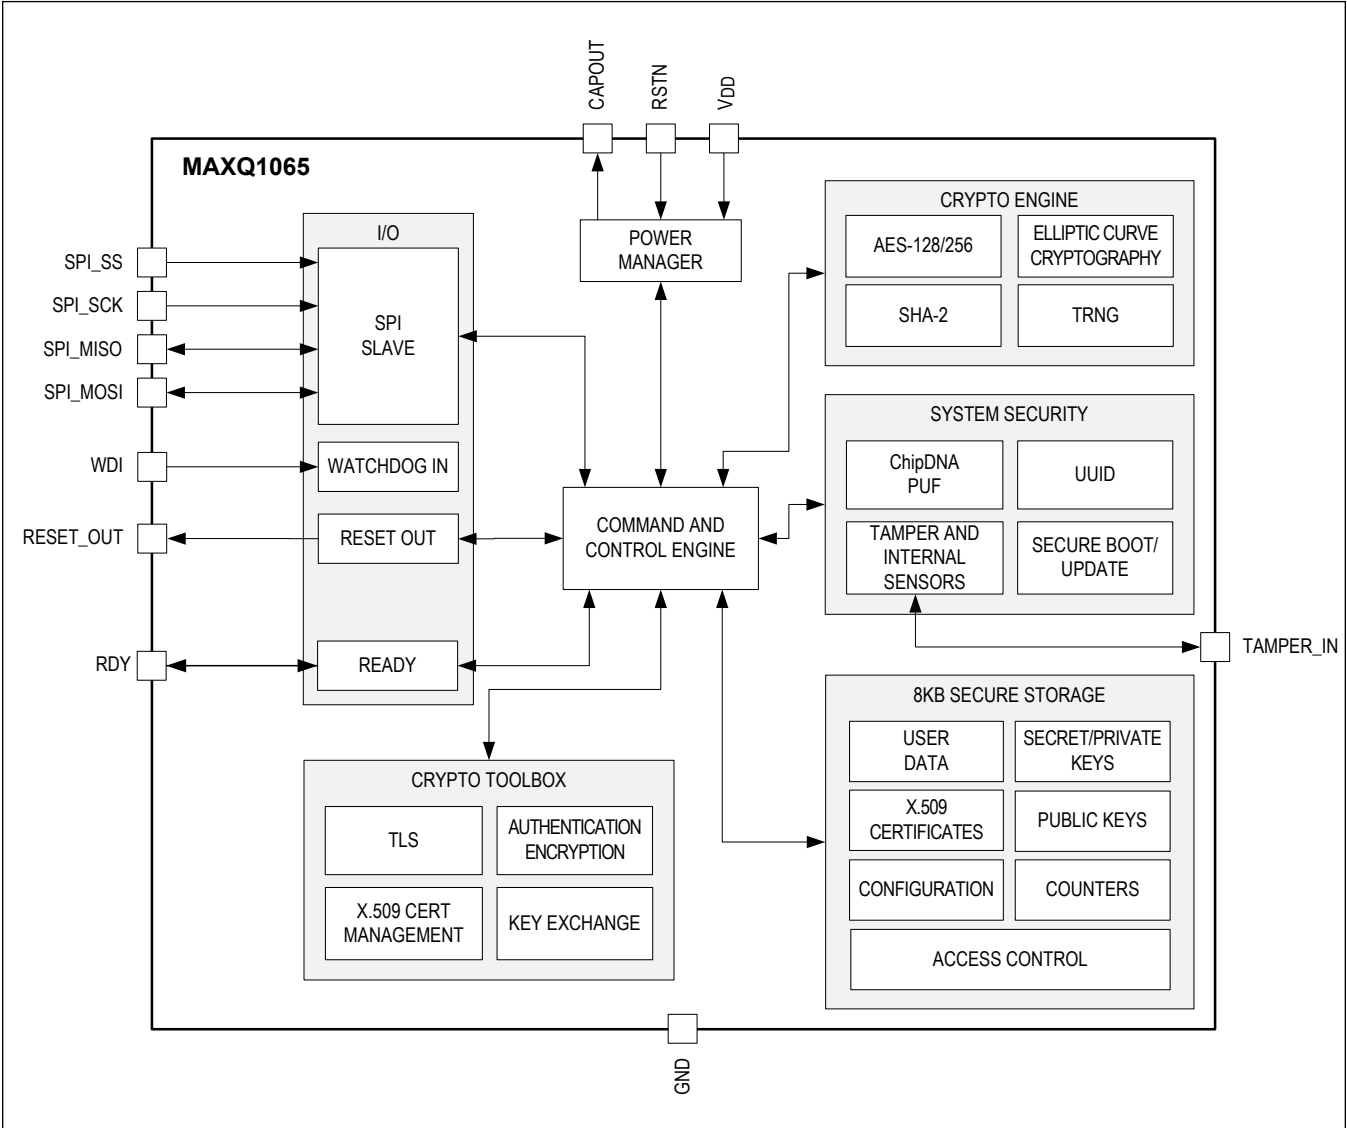 CAPOUT
RSTN
VDD
MAXQ1065
I/O
SPI
SLAVE
WATCHDOG IN
RESET OUT
READY
SPI_SS
SPI_SCK
SPI_MISO
SPI_MOSI
WDI
RESET_OUT
RDY
POWER
MANAGER
COMMAND AND
CONTROL ENGINE
CRYPTO ENGINE
AES-128/256
ELLIPTIC CURVE
CRYPTOGRAPHY
SHA-2
TRNG
SYSTEM SECURITY
ChipDNA
PUF
UUID
TAMPER AND
INTERNAL
SENSORS
SECURE BOOT/
UPDATE
TAMPER_IN
8KB SECURE STORAGE
USER
DATA
SECRET/PRIVATE
KEYS
X.509
CERTIFICATES
PUBLIC KEYS
CONFIGURATION
COUNTERS
ACCESS CONTROL
CRYPTO TOOLBOX
TLS
AUTHENTICATION
ENCRYPTION
X.509 CERT
MANAGEMENT
KEY EXCHANGE
GND